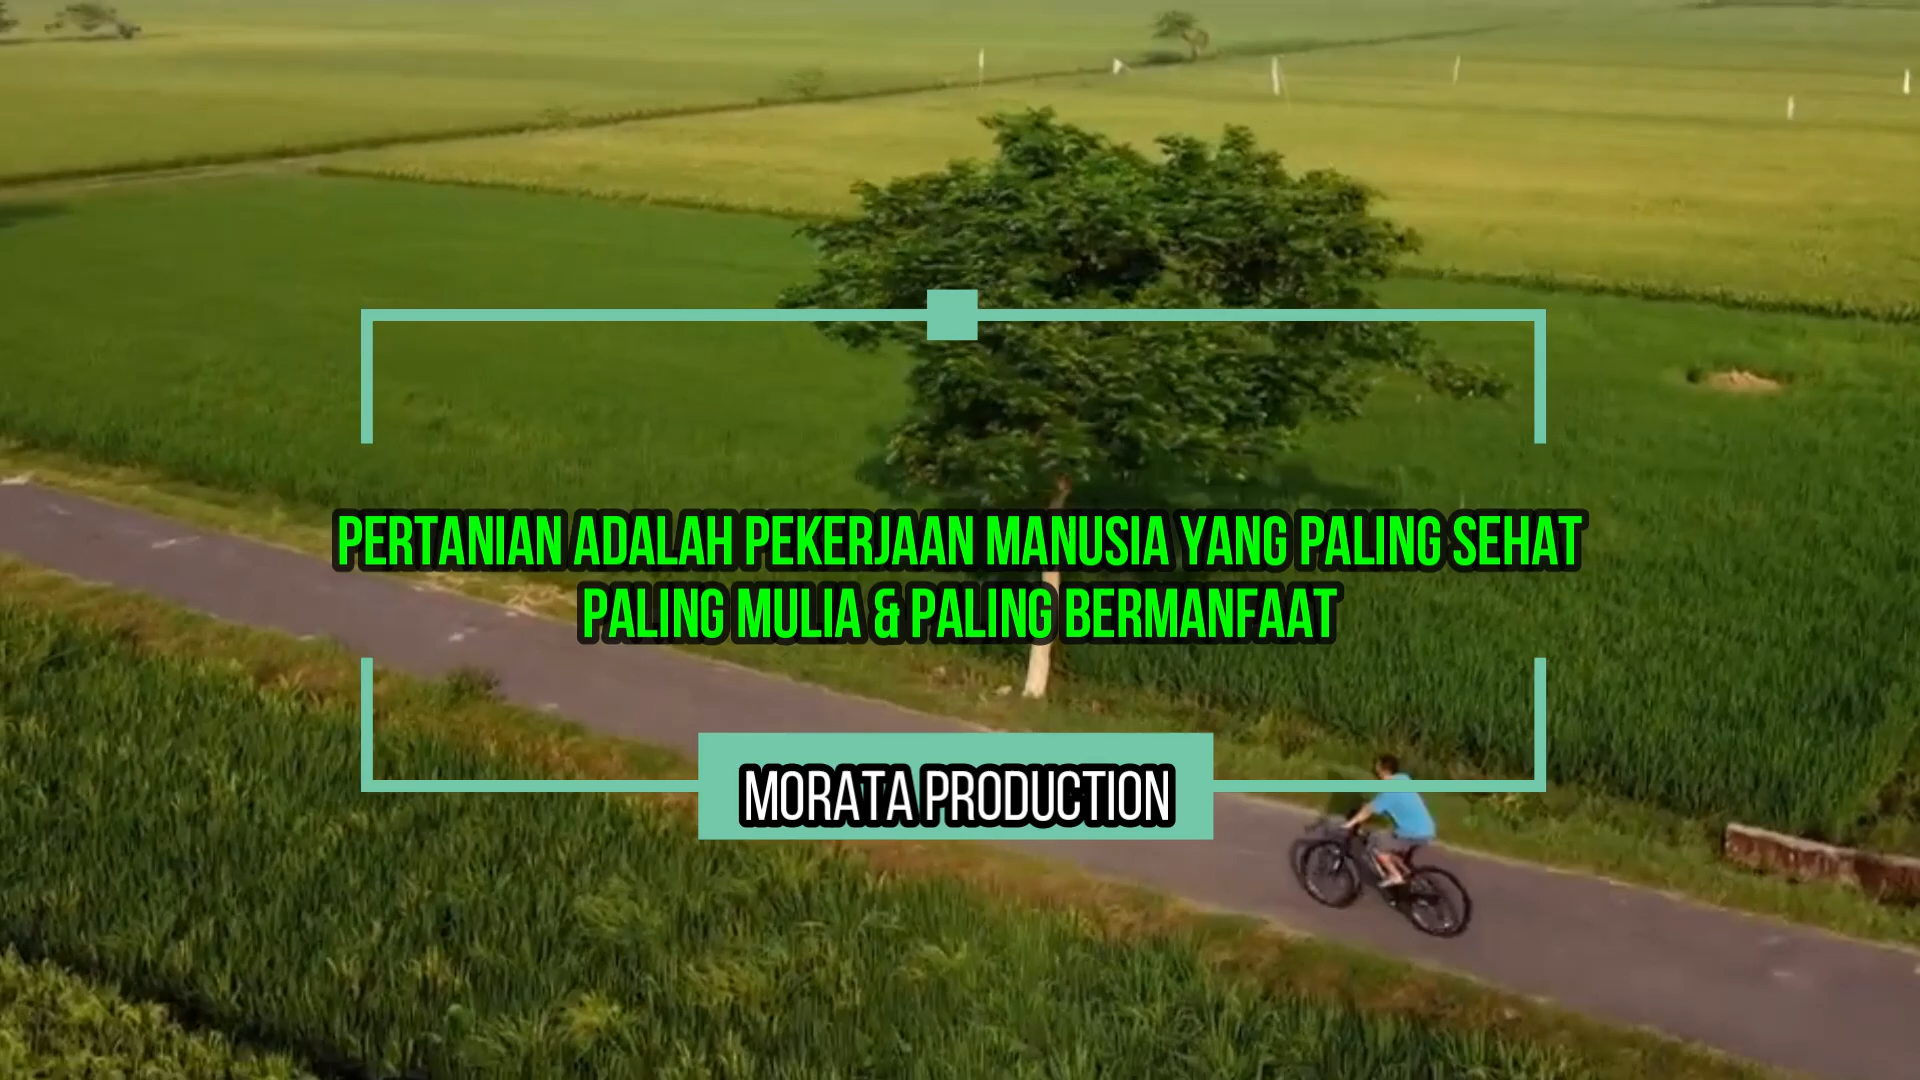 PERTANIAN ADALAH PEKERJAAN MANUSIA YANG PALING SEHAT
PALING MULIA & PALING BERMANFAAT
MORATA PRODUCTION